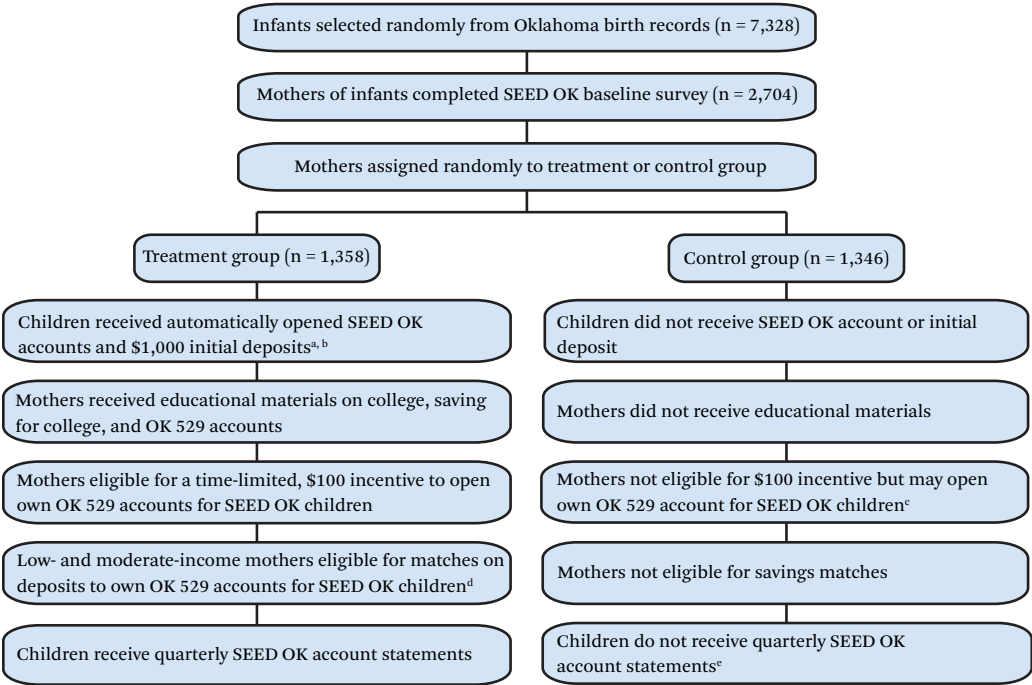 Infants selected randomly from Oklahoma birth records (n = 7,328)
Mothers of infants completed SEED OK baseline survey (n = 2,704)
Mothers assigned randomly to treatment or control group
Treatment group (n = 1,358)
Control group (n = 1,346)
Children received automatically opened SEED OK
accounts and $1,000 initial deposits^a, b
Children did not receive SEED OK account or initial
deposit
Mothers received educational materials on college, saving
for college, and OK 529 accounts
Mothers did not receive educational materials
Mothers eligible for a time-limited, $100 incentive to open
own OK 529 accounts for SEED OK children
Mothers not eligible for $100 incentive but may open
own OK 529 account for SEED OK children^c
Low- and moderate-income mothers eligible for matches on
deposits to own OK 529 accounts for SEED OK children^d
Mothers not eligible for savings matches
Children receive quarterly SEED OK account statements
Children do not receive quarterly SEED OK
account statements^e